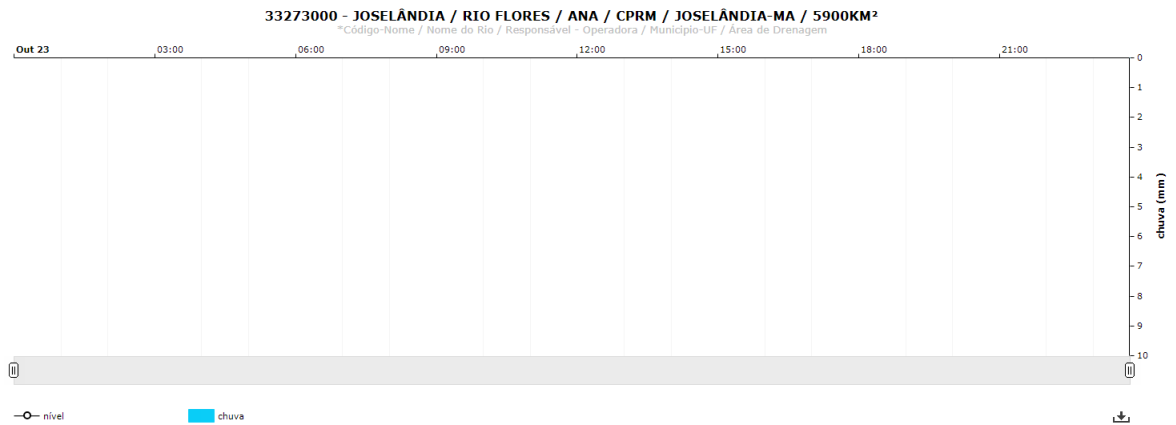 33273000 - JOSELÂNDIA / RIO FLORES / ANA / CPRM / JOSELÂNDIA-MA / 5900KM²
*Código-Nome / Nome do Rio / Responsável - Operadora / Município-UF / Área de Drenagem
Out 23 03:00 06:00 09:00 12:00 15:00 18:00 21:00
0
1
2
3
4
5
6
7
8
9
10
chuva (mm)
nível chuva